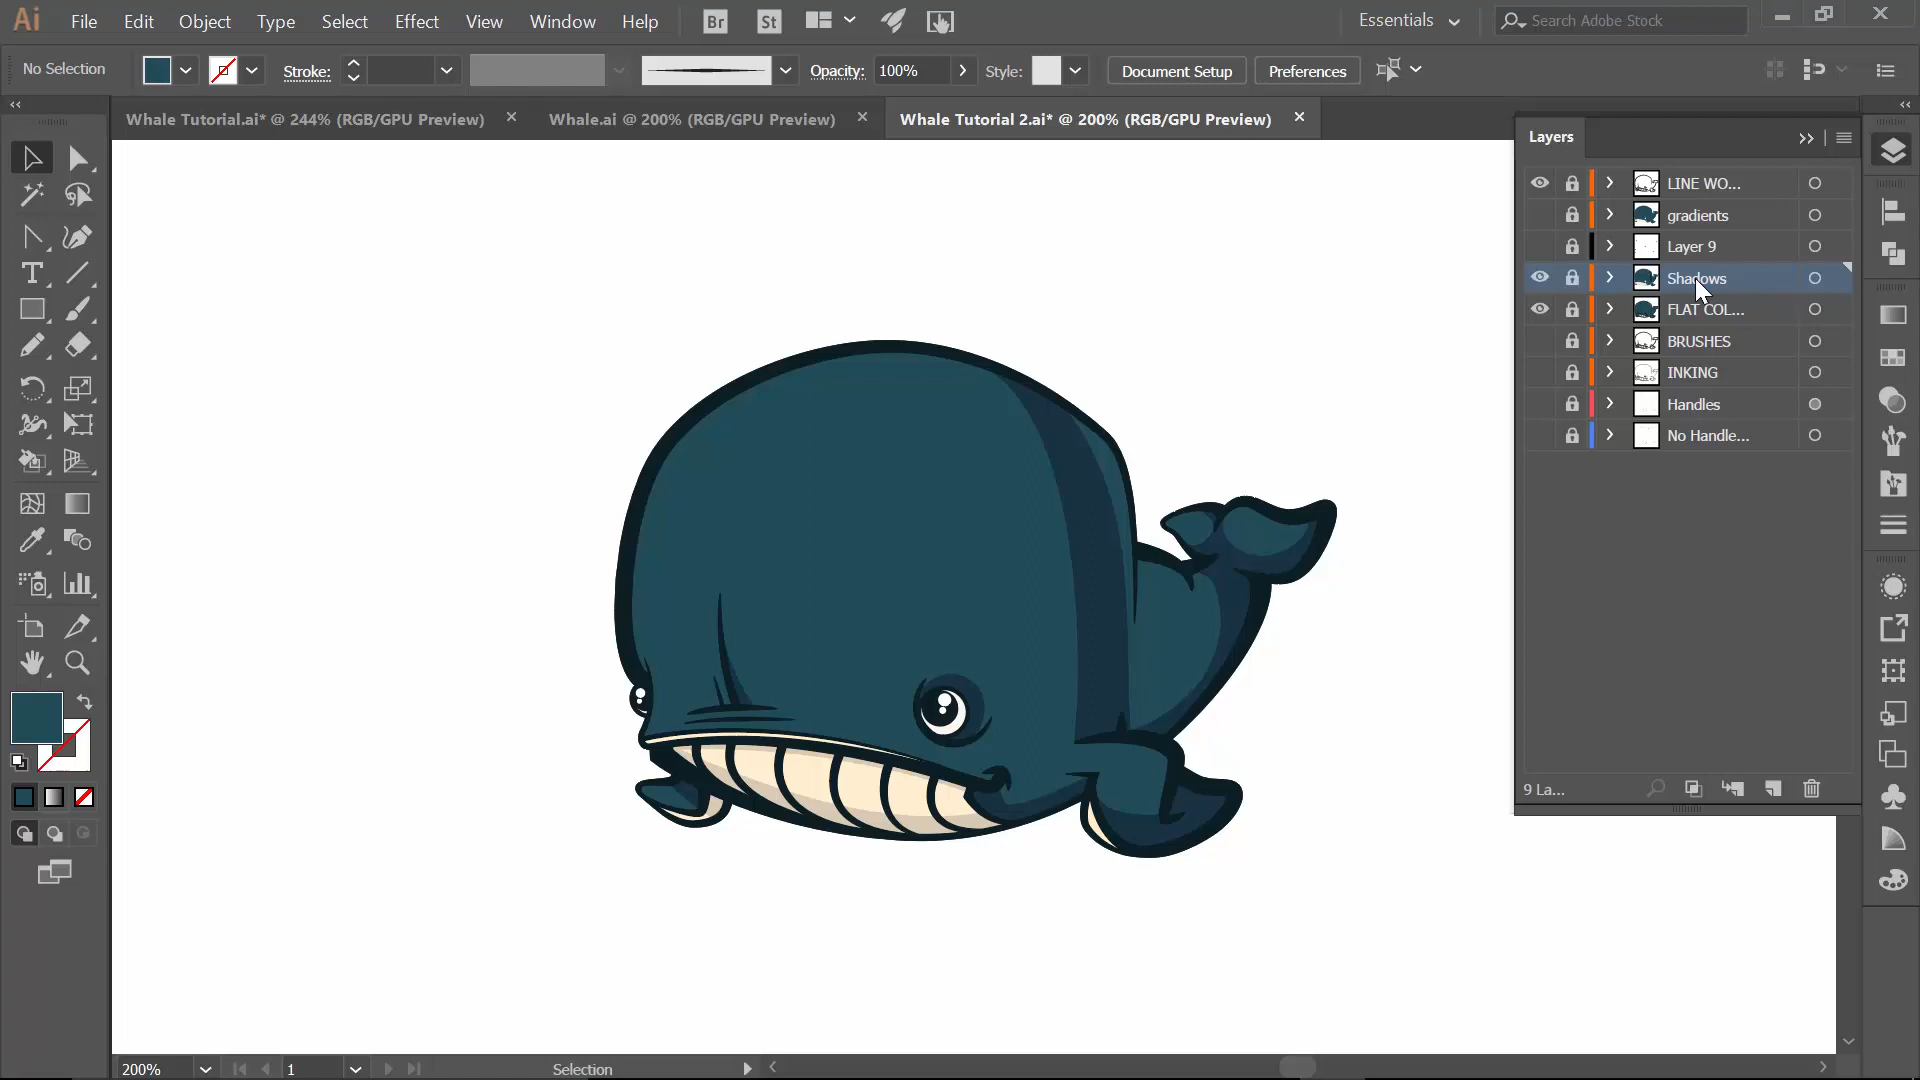 Ai File Edit Object Type Select Effect View Window Help Br St Essentials Search Adobe Stock
No Selection Stroke: Opacity: 100% Style: Document Setup Preferences
Whale Tutorial.ai* @ 244% (RGB/GPU Preview) Whale.ai @ 200% (RGB/GPU Preview) Whale Tutorial 2.ai* @ 200% (RGB/GPU Preview)
Layers
LINE WO...
gradients
Layer 9
Shadows
FLAT COL...
BRUSHES
INKING
Handles
No Handle...
9 La...
200% 1 Selection